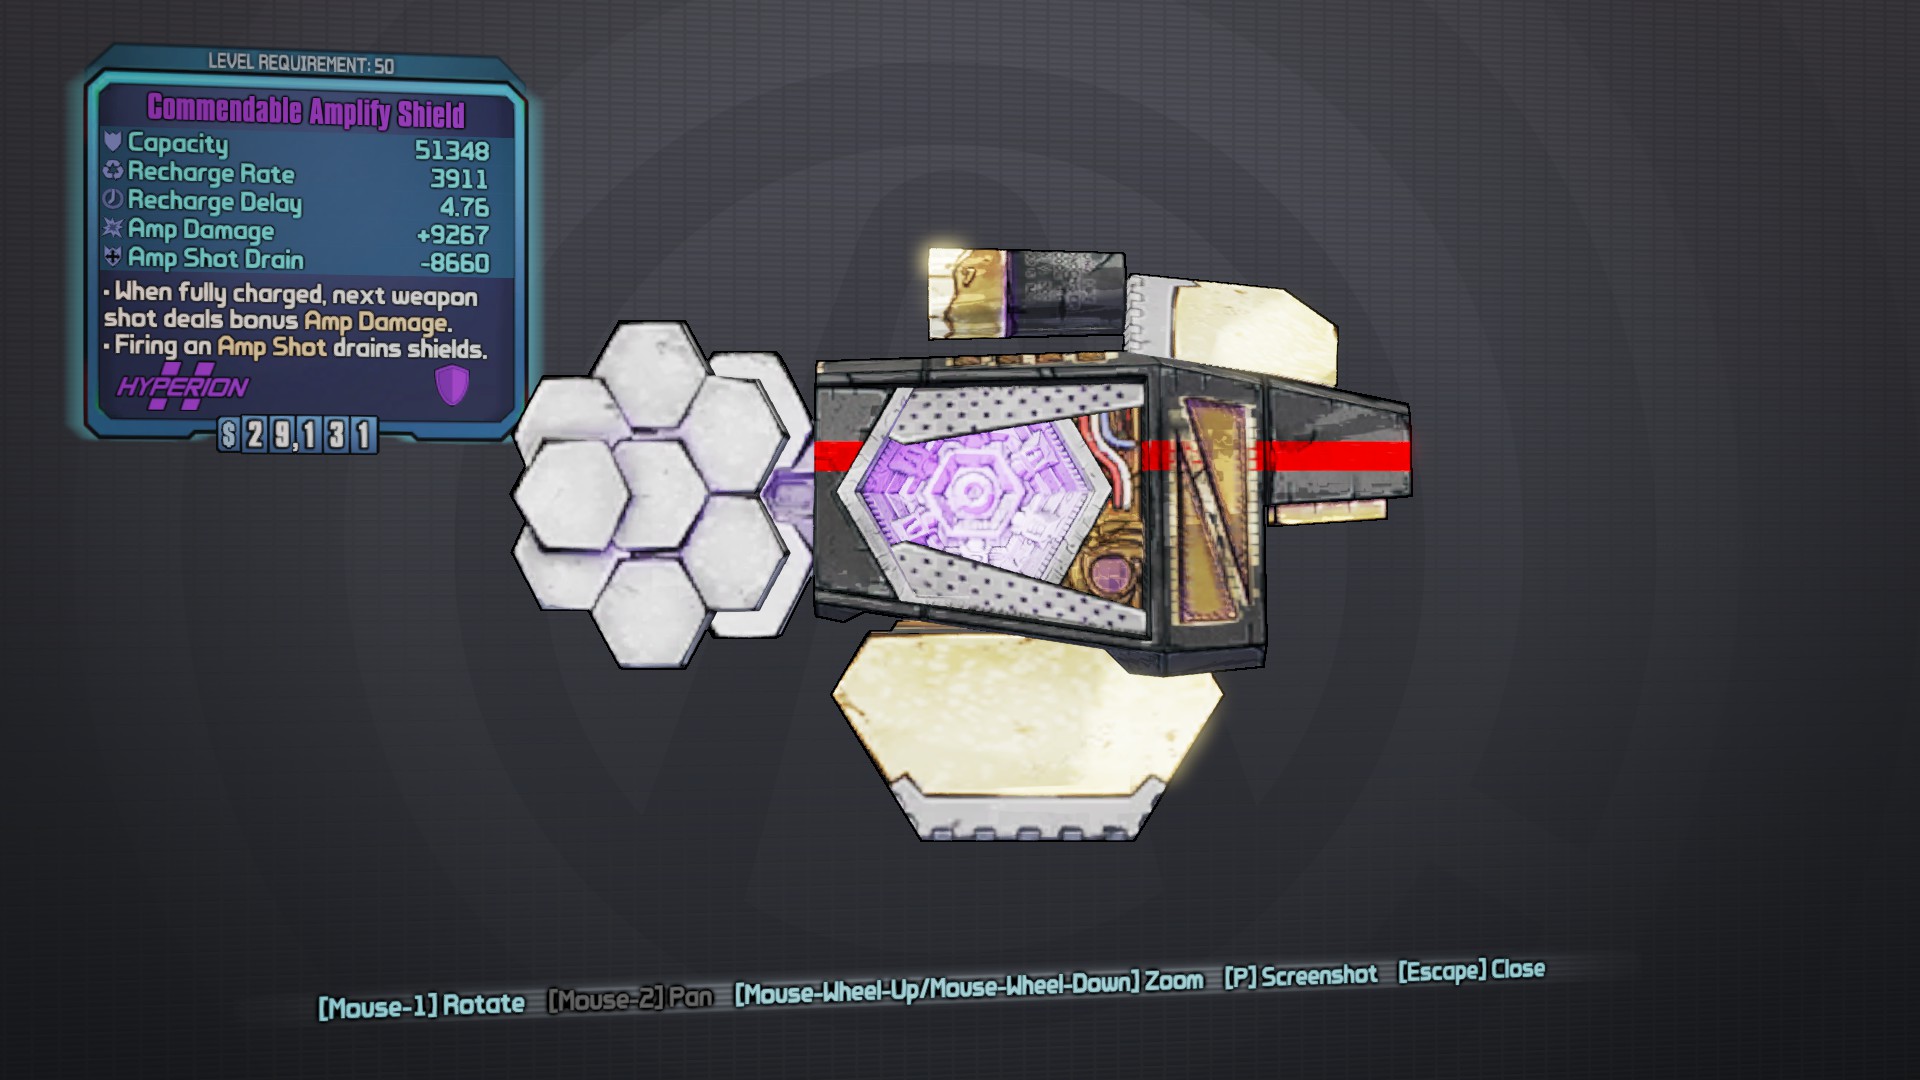 LEVEL REQUIREMENT: 50
Commendable Amplify Shield
Capacity 51348
Recharge Rate 3911
Recharge Delay 4.76
Amp Damage +9267
Amp Shot Drain -8660
• When fully charged, next weapon
shot deals bonus Amp Damage.
• Firing an Amp Shot drains shields.
HYPERION
$29,131
[Mouse-1] Rotate [Mouse-2] Pan [Mouse-Wheel-Up/Mouse-Wheel-Down] Zoom [P] Screenshot [Escape] Close